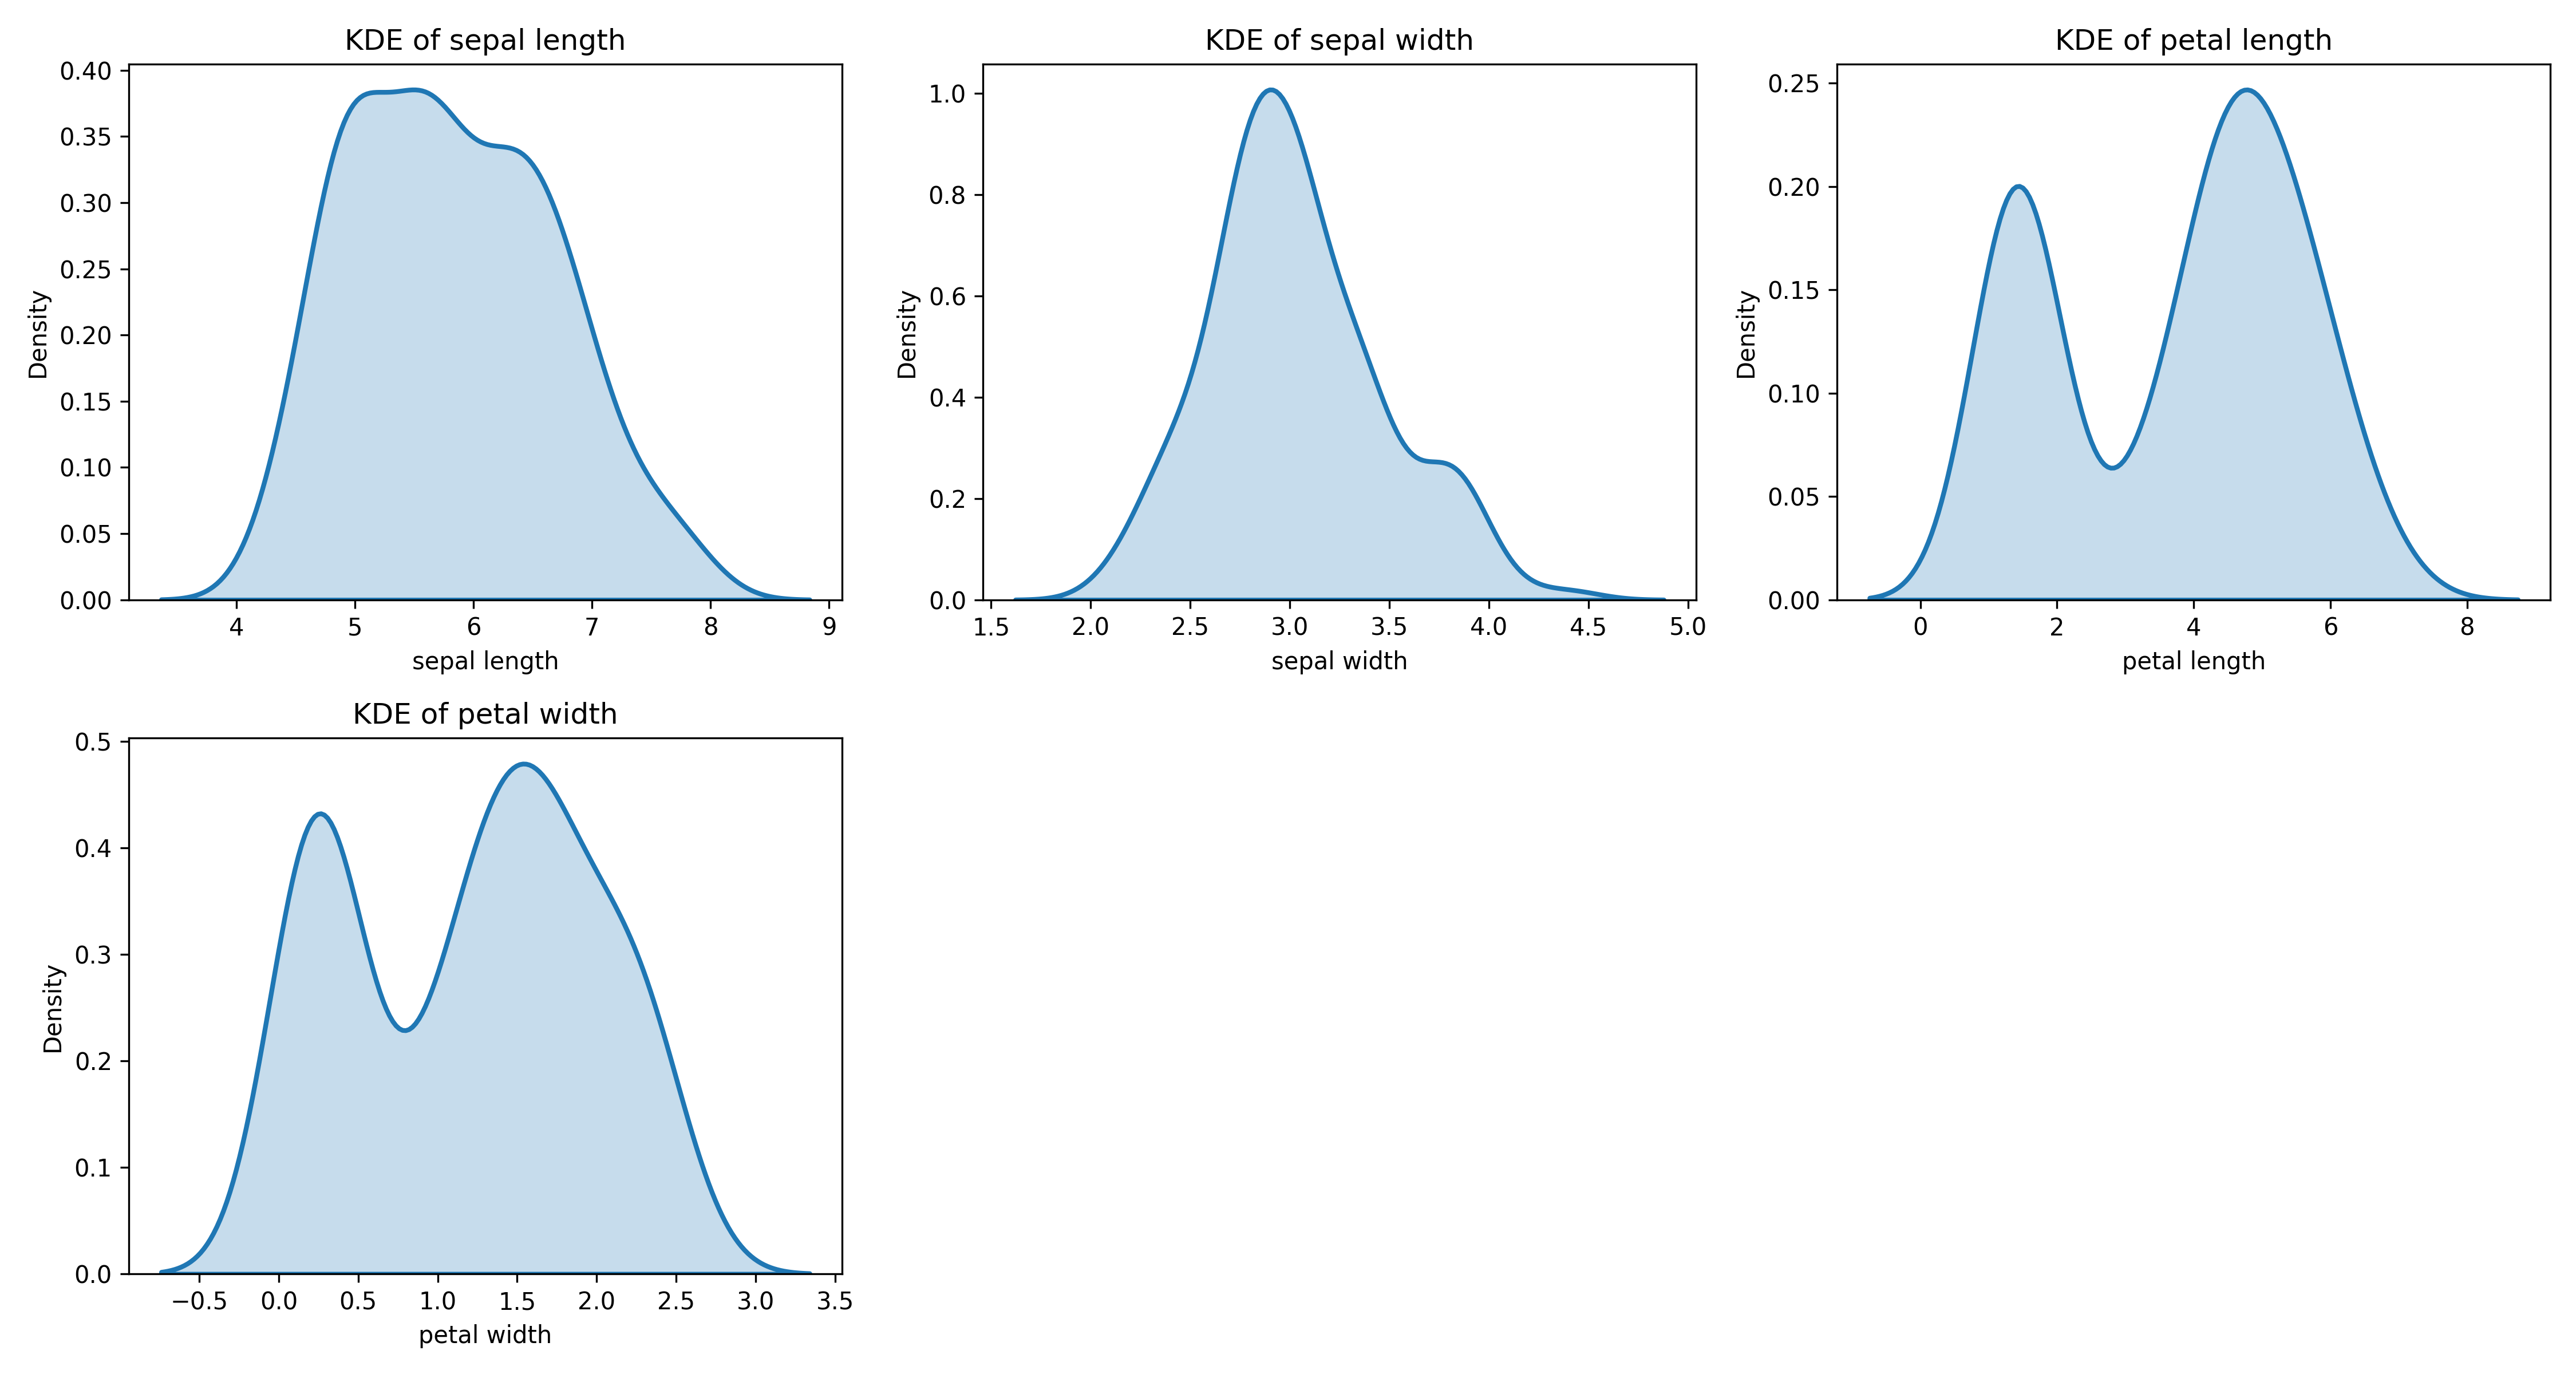 KDE of sepal length
0.40
0.35
0.30
0.25
0.20
0.15
0.10
0.05
0.00
Density
4 5 6 7 8 9
sepal length
KDE of sepal width
1.0
0.8
0.6
0.4
0.2
0.0
Density
1.5 2.0 2.5 3.0 3.5 4.0 4.5 5.0
sepal width
KDE of petal length
0.25
0.20
0.15
0.10
0.05
0.00
Density
0 2 4 6 8
petal length
KDE of petal width
0.5
0.4
0.3
0.2
0.1
0.0
Density
−0.5 0.0 0.5 1.0 1.5 2.0 2.5 3.0 3.5
petal width